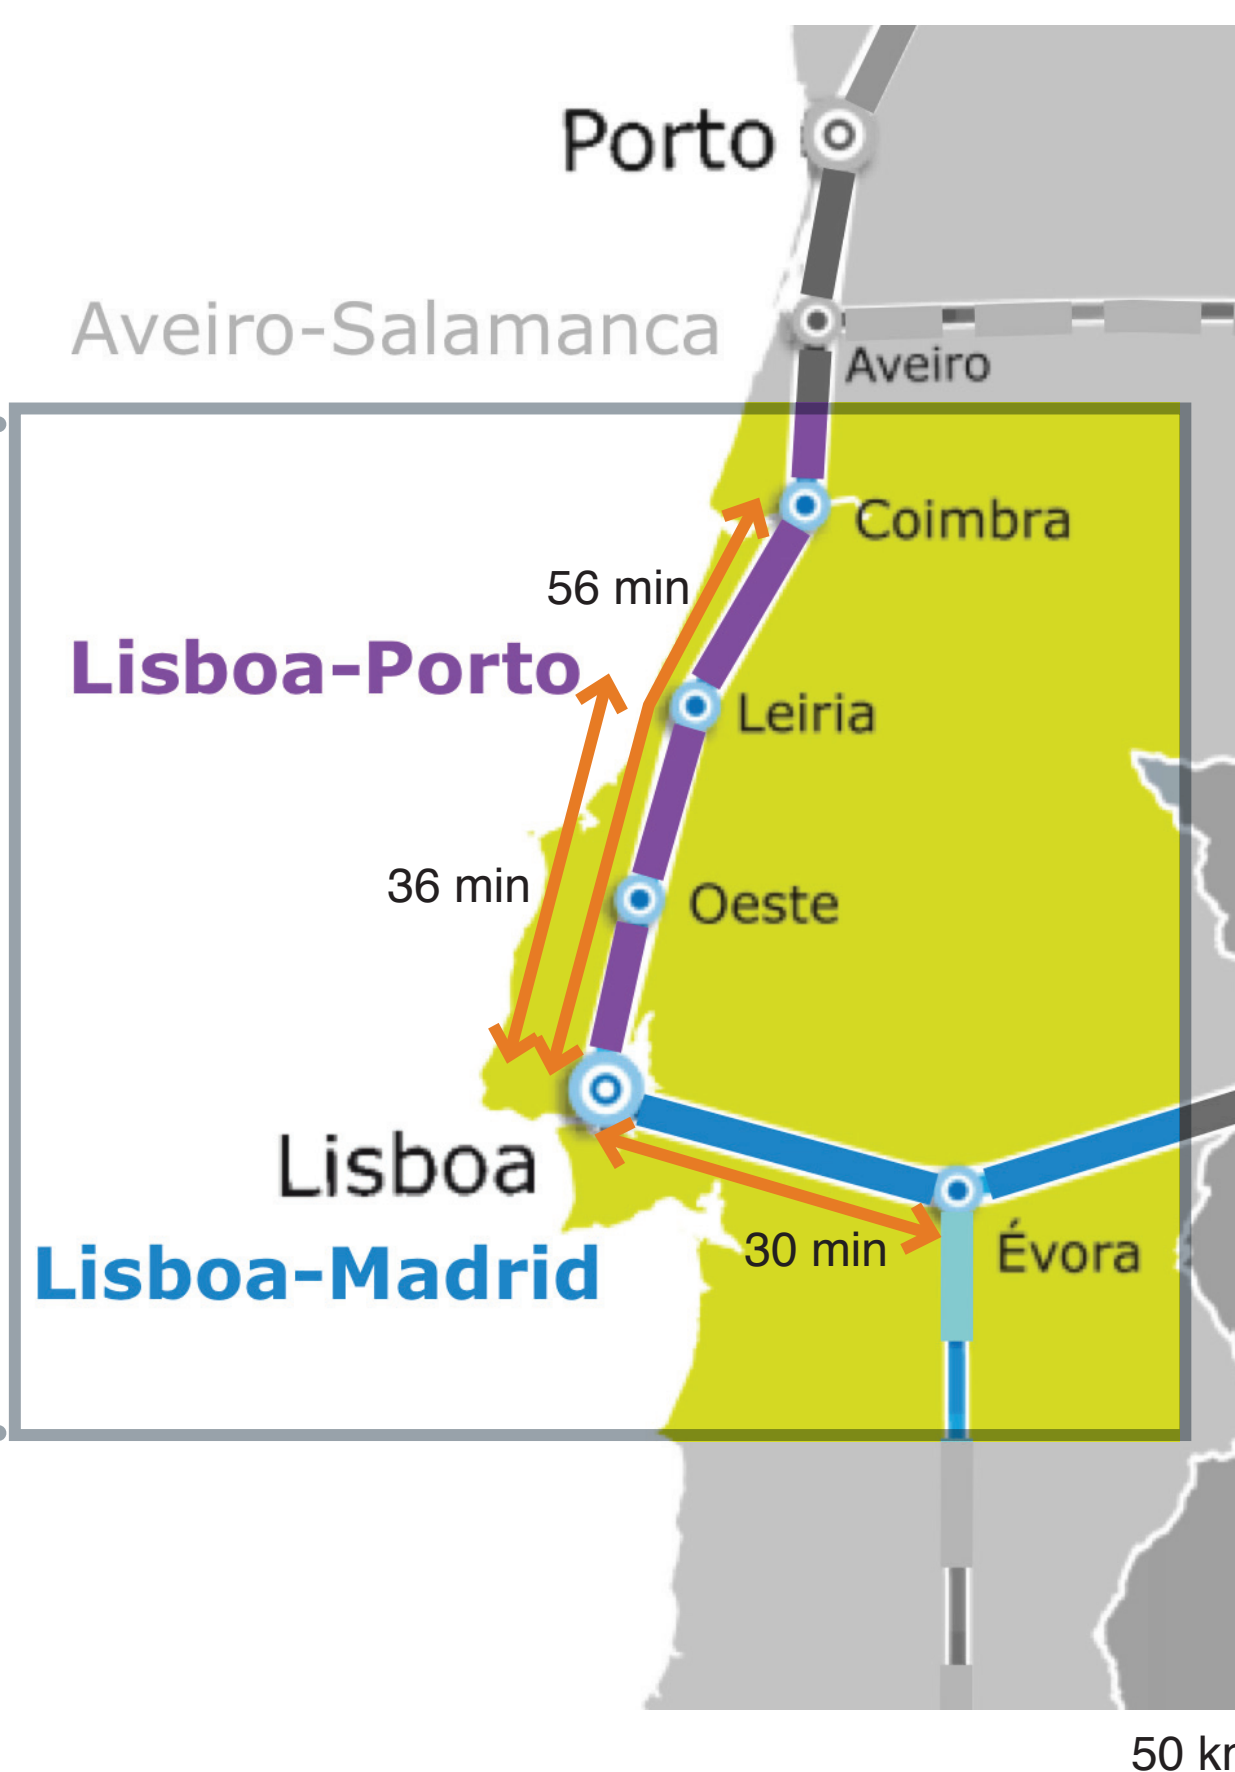 Porto
Aveiro-Salamanca
Aveiro
Coimbra
56 min
Lisboa-Porto
Leiria
36 min
Oeste
Lisboa
30 min
Évora
Lisboa-Madrid
50